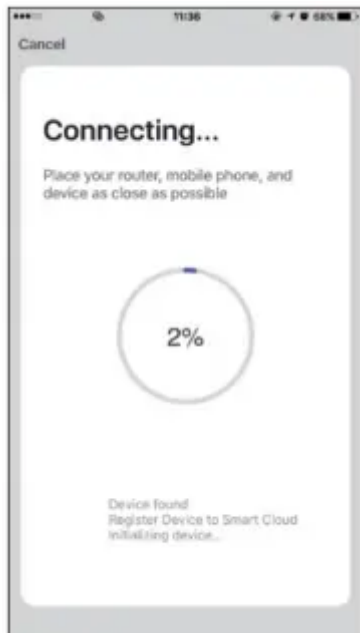 11:36
68%
Cancel
Connecting...
Place your router, mobile phone, and
device as close as possible
2%
Device found
Register Device to Smart Cloud
Initializing device...